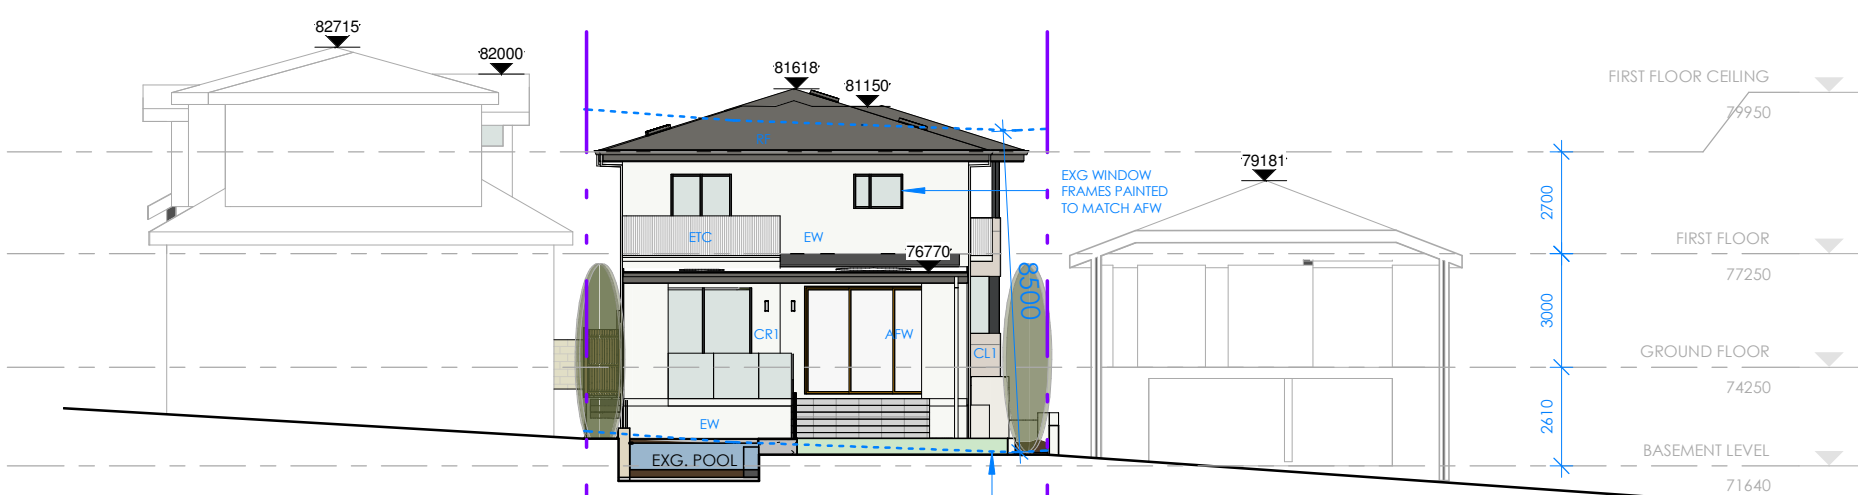 82715
82000
81618
81150
FIRST FLOOR CEILING
79950
79181
EXG WINDOW
FRAMES PAINTED
TO MATCH AFW
2700
RF
ETC
EW
76770
FIRST FLOOR
77250
8500
3000
CR1
AFW
CL1
GROUND FLOOR
74250
2610
EW
EXG. POOL
BASEMENT LEVEL
71640